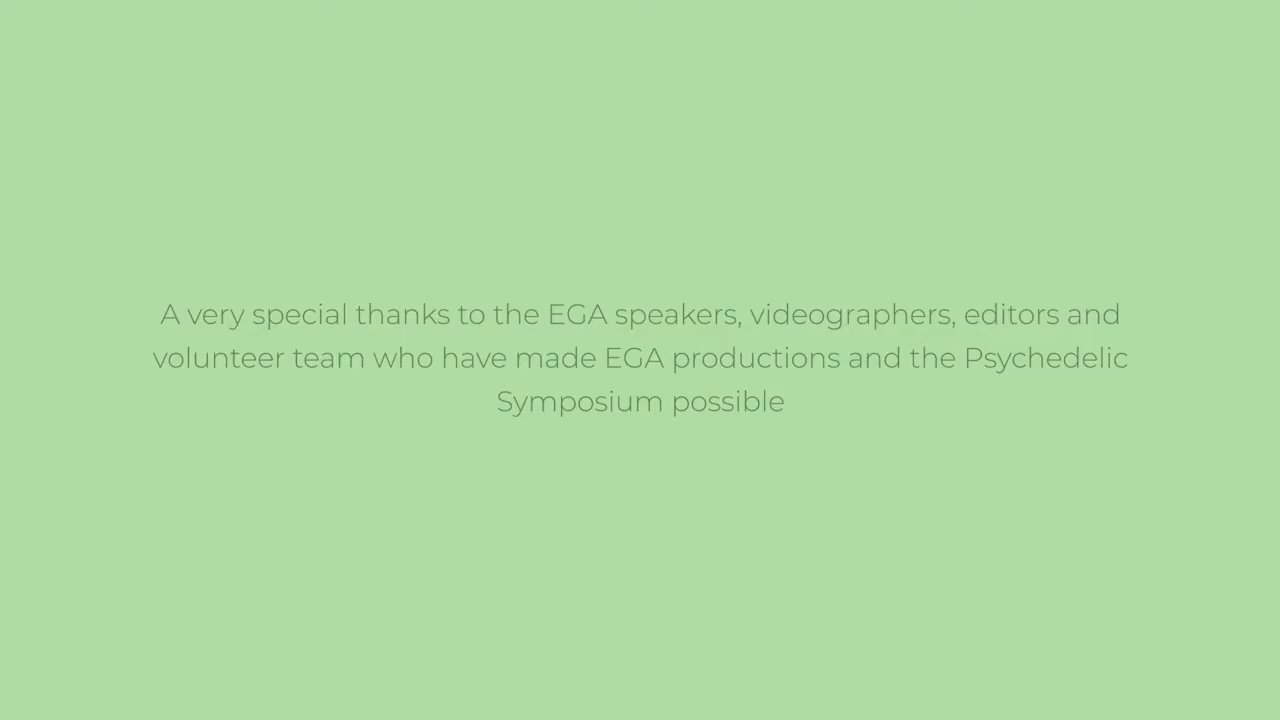 A very special thanks to the EGA speakers, videographers, editors and
volunteer team who have made EGA productions and the Psychedelic
Symposium possible